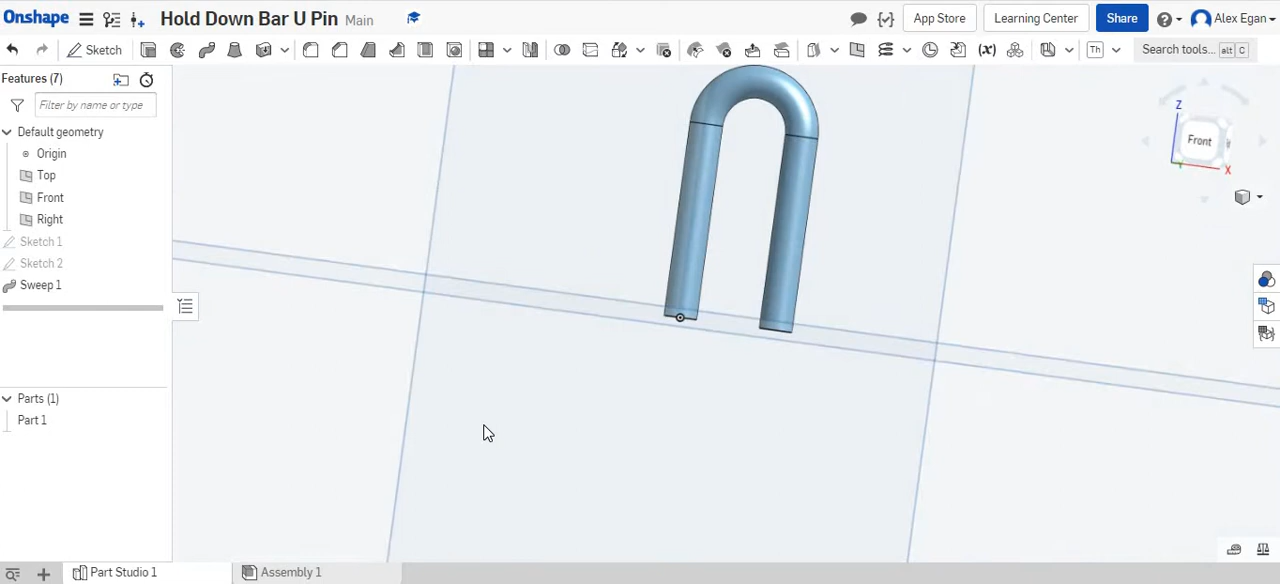 Onshape Hold Down Bar U Pin Main App Store Learning Center Share Alex Egan
Sketch (x) Th Search tools... alt C
Features (7)
Filter by name or type
Default geometry
Origin
Top
Front
Right
Sketch 1
Sketch 2
Sweep 1
Parts (1)
Part 1
Z
Front
X
Part Studio 1 Assembly 1